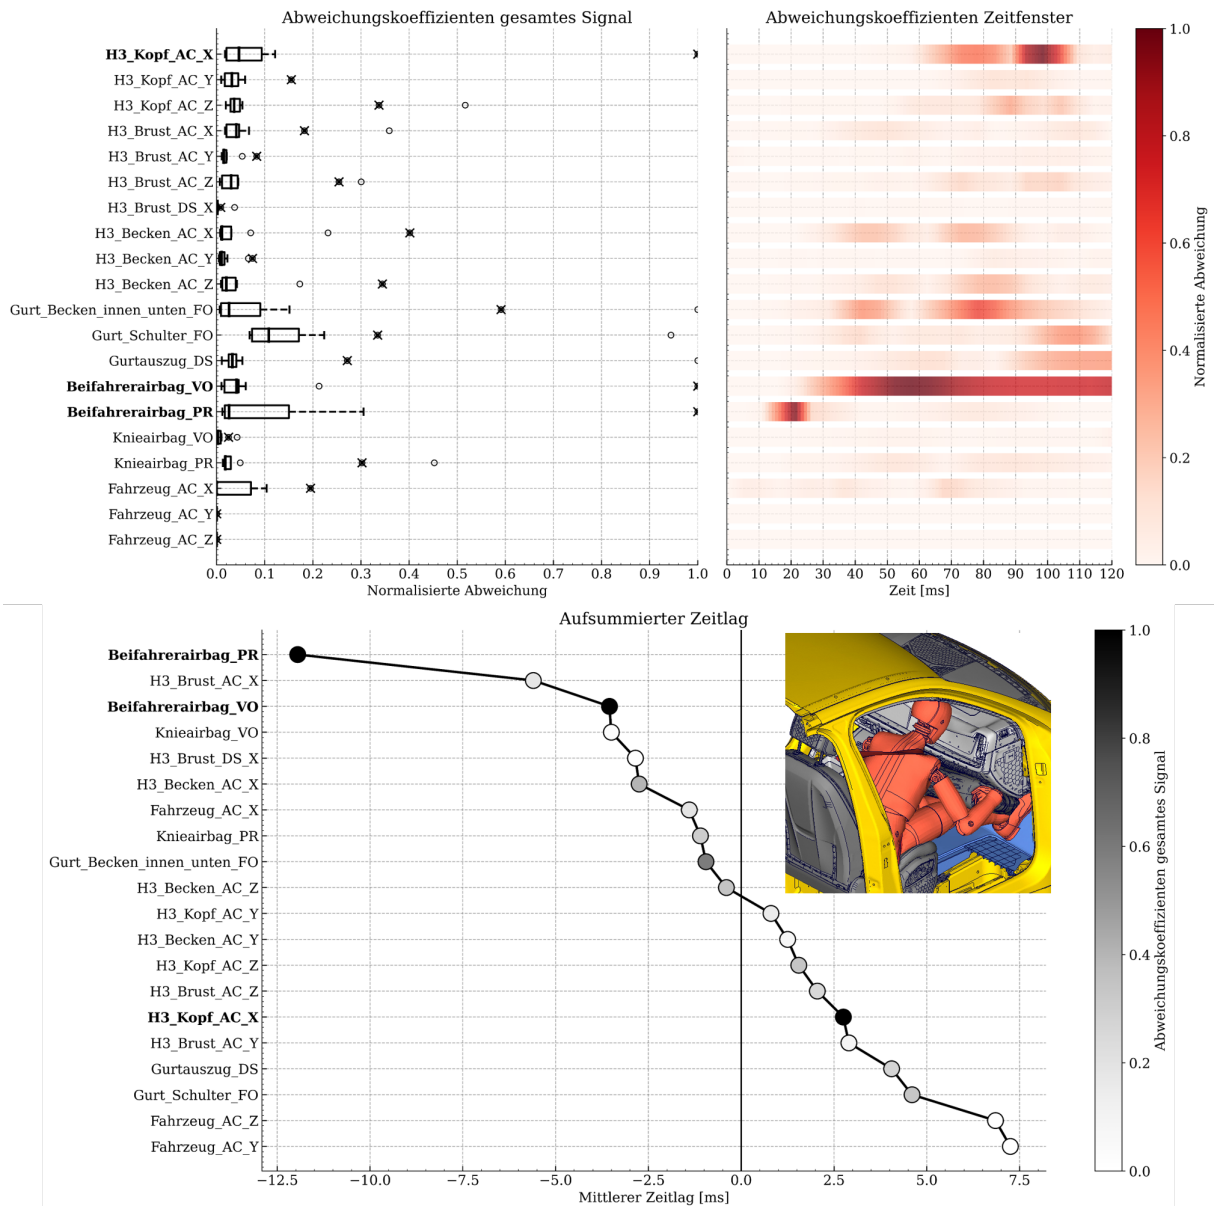 Abweichungskoeffizienten gesamtes Signal
H3_Kopf_AC_X
H3_Kopf_AC_Y
H3_Kopf_AC_Z
H3_Brust_AC_X
H3_Brust_AC_Y
H3_Brust_AC_Z
H3_Brust_DS_X
H3_Becken_AC_X
H3_Becken_AC_Y
H3_Becken_AC_Z
Gurt_Becken_innen_unten_FO
Gurt_Schulter_FO
Gurtauszug_DS
Beifahrerairbag_VO
Beifahrerairbag_PR
Knieairbag_VO
Knieairbag_PR
Fahrzeug_AC_X
Fahrzeug_AC_Y
Fahrzeug_AC_Z
0.0 0.1 0.2 0.3 0.4 0.5 0.6 0.7 0.8 0.9 1.0
Normalisierte Abweichung
Abweichungskoeffizienten Zeitfenster
0 10 20 30 40 50 60 70 80 90 100 110 120
Zeit [ms]
1.0
0.8
0.6
0.4
0.2
0.0
Normalisierte Abweichung
Aufsummierter Zeitlag
Beifahrerairbag_PR
H3_Brust_AC_X
Beifahrerairbag_VO
Knieairbag_VO
H3_Brust_DS_X
H3_Becken_AC_X
Fahrzeug_AC_X
Knieairbag_PR
Gurt_Becken_innen_unten_FO
H3_Becken_AC_Z
H3_Kopf_AC_Y
H3_Becken_AC_Y
H3_Kopf_AC_Z
H3_Brust_AC_Z
H3_Kopf_AC_X
H3_Brust_AC_Y
Gurtauszug_DS
Gurt_Schulter_FO
Fahrzeug_AC_Z
Fahrzeug_AC_Y
−12.5 −10.0 −7.5 −5.0 −2.5 0.0 2.5 5.0 7.5
Mittlerer Zeitlag [ms]
1.0
0.8
0.6
0.4
0.2
0.0
Abweichungskoeffizienten gesamtes Signal